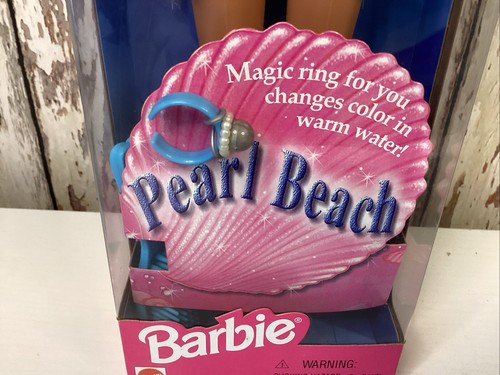 Magic ring for you
changes color in
warm water!
Pearl Beach
Barbie®
WARNING: